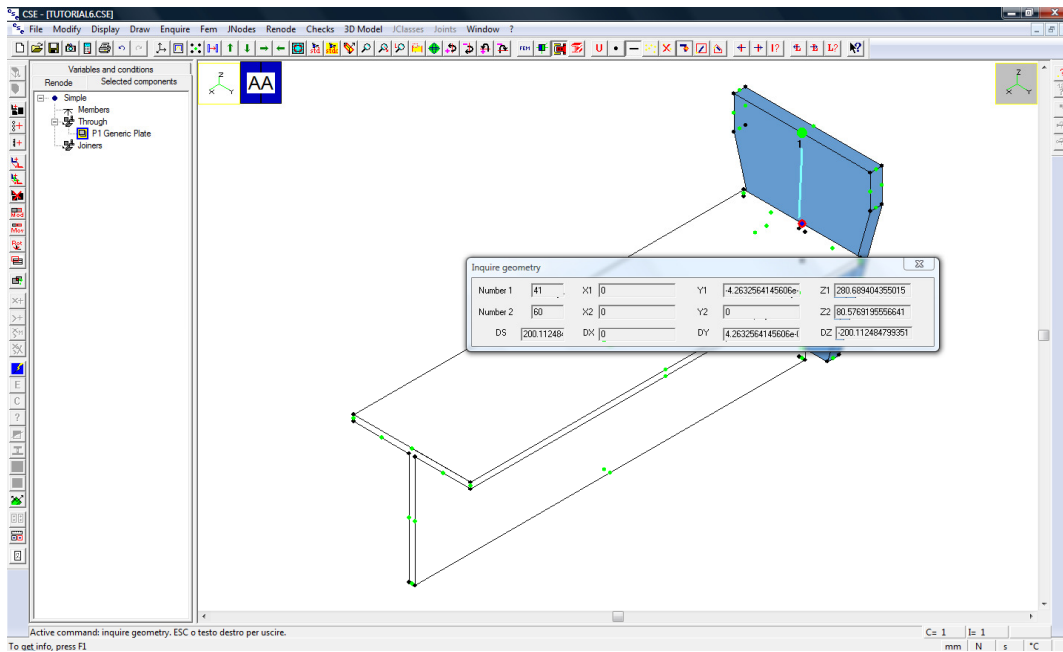 CSE - [TUTORIAL6.CSE]
File Modify Display Draw Enquire Fem JNodes Renode Checks 3D Model JClasses Joints Window ?
Variables and conditions
Renode Selected components
Simple
Members
Through
P1 Generic Plate
Joiners
Z
X Y
AA
Z
X Y
1
Inquire geometry
Number 1 41 X1 0 Y1 -4.2632564145606e- Z1 280.689404355015
Number 2 60 X2 0 Y2 0 Z2 80.5769195556641
DS 200.112484 DX 0 DY 4.2632564145606e-( DZ -200.112484799351
Active command: inquire geometry. ESC o testo destro per uscire.
C= 1 I= 1
To get info, press F1
mm N s °C